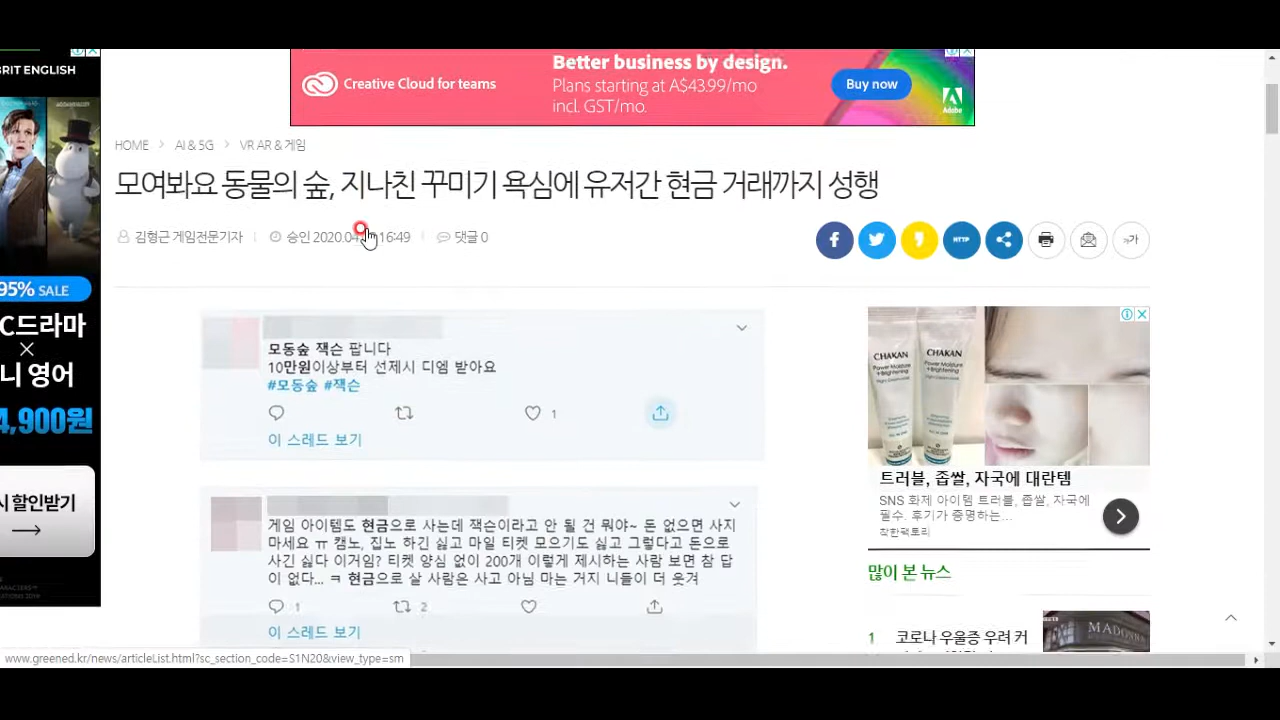 BRIT ENGLISH
95% SALE
C드라마
×
니 영어
4,900원
시 할인받기
Creative Cloud for teams
Better business by design.
Plans starting at A$43.99/mo
incl. GST/mo.
Buy now
Adobe
HOME > AI & 5G > VR AR & 게임
모여봐요 동물의 숲, 지나친 꾸미기 욕심에 유저간 현금 거래까지 성행
김형근 게임전문기자
승인 2020.04 16:49
댓글 0
HTTP
가
모동숲 잭슨 팝니다
10만원이상부터 선제시 디엠 받아요
#모동숲 #잭슨
1
이 스레드 보기
게임 아이템도 현금으로 사는데 잭슨이라고 안 될 건 뭐야~ 돈 없으면 사지
마세요 ㅠ 캠노, 집노 하긴 싫고 마일 티켓 모으기도 싫고 그렇다고 돈으로
사긴 싫다 이거임? 티켓 양심 없이 200개 이렇게 제시하는 사람 보면 참 답
이 없다... ㅋ 현금으로 살 사람은 사고 아님 마는 거지 니들이 더 웃겨
1 2
이 스레드 보기
CHAKAN CHAKAN
Power Moisture
+Brightening
트러블, 좁쌀, 자국에 대란템
SNS 화제 아이템 트러블, 좁쌀, 자국에
필수. 후기가 증명하는...
착한팩토리
많이 본 뉴스
1 코로나 우울증 우려 커
MADONNA
www.greened.kr/news/articleList.html?sc_section_code=S1N20&view_type=sm